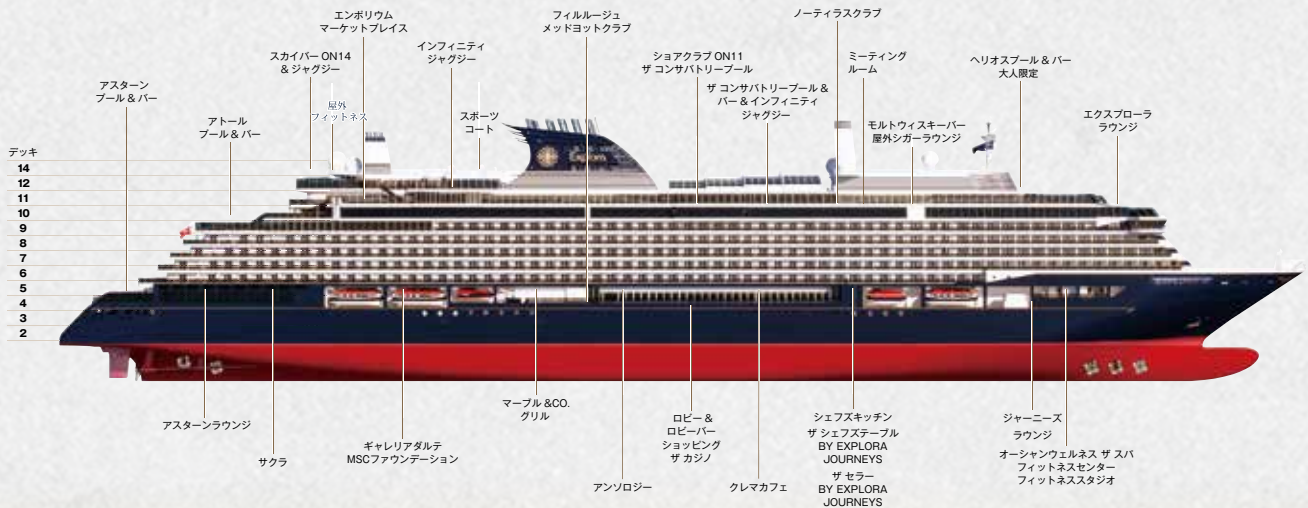 エンポリウム
マーケットプレイス
フィルルージュ
メッドヨットクラブ
ノーティラスクラブ
スカイバー ON14
& ジャグジー
インフィニティ
ジャグジー
ショアクラブ ON11
ザ コンサバトリープール
ミーティング
ルーム
ヘリオスプール & バー
大人限定
アスターン
プール & バー
屋外
フィットネス
ザ コンサバトリープール &
バー & インフィニティ
ジャグジー
アトール
プール & バー
スポーツ
コート
モルトウィスキーバー
屋外シガーラウンジ
エクスプローラ
ラウンジ
デッキ
14
12
11
10
9
8
7
6
5
4
3
2
アスターンラウンジ
サクラ
ギャレリアダルテ
MSCファウンデーション
マーブル &CO.
グリル
アンソロジー
ロビー &
ロビーバー
ショッピング
ザ カジノ
クレマカフェ
シェフズキッチン
ザ シェフズテーブル
BY EXPLORA
JOURNEYS
ザ セラー
BY EXPLORA
JOURNEYS
ジャーニーズ
ラウンジ
オーシャンウェルネス ザ スパ
フィットネスセンター
フィットネススタジオ